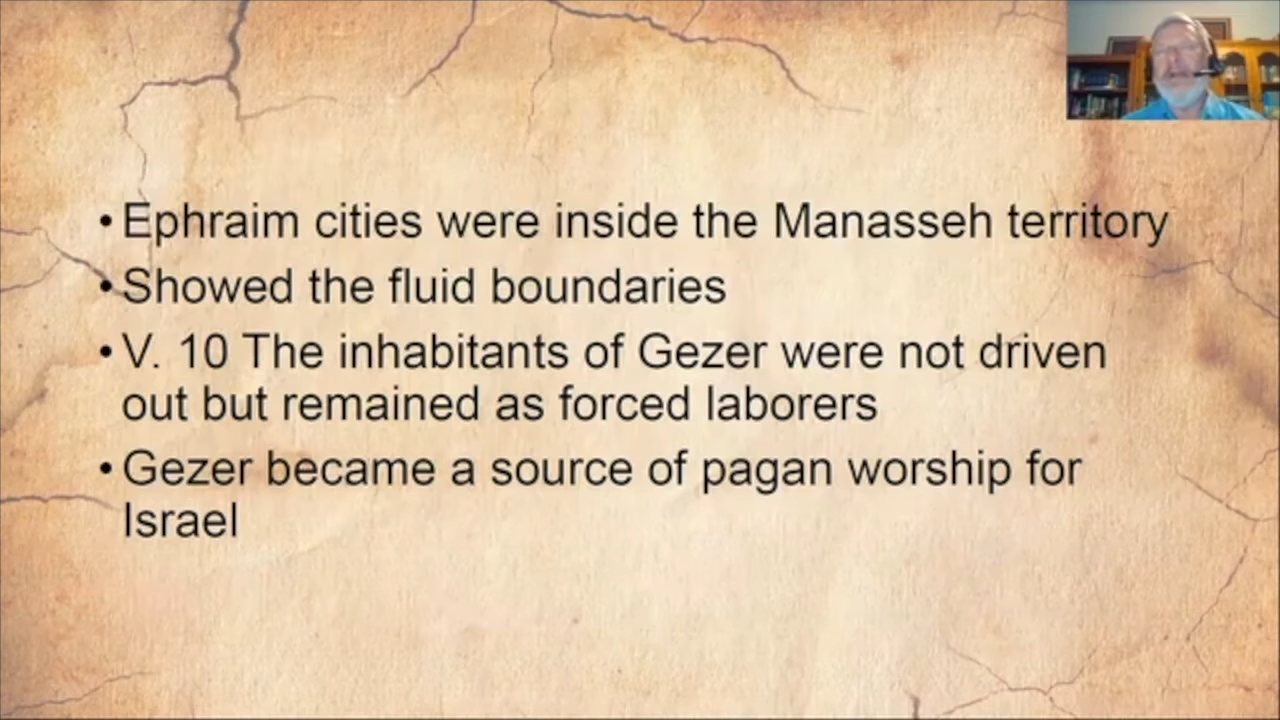 • Ephraim cities were inside the Manasseh territory
• Showed the fluid boundaries
• V. 10 The inhabitants of Gezer were not driven
out but remained as forced laborers
• Gezer became a source of pagan worship for
Israel